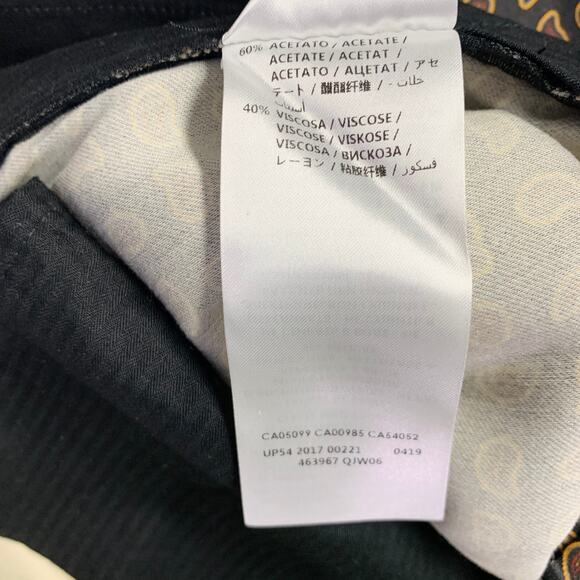 60% ACETATO / ACETATE /
ACETATE / ACETAT /
ACETATO / АЦЕТАТ / アセ
テート / 醋酯纤维 / خلات -
أسيتات
40% VISCOSA / VISCOSE /
VISCOSE / VISKOSE /
VISCOSA / ВИСКОЗА /
レーヨン / 粘胶纤维 / فسكوز
CA05099 CA00985 CA54052
UP54 2017 00221 0419
463967 QJW06